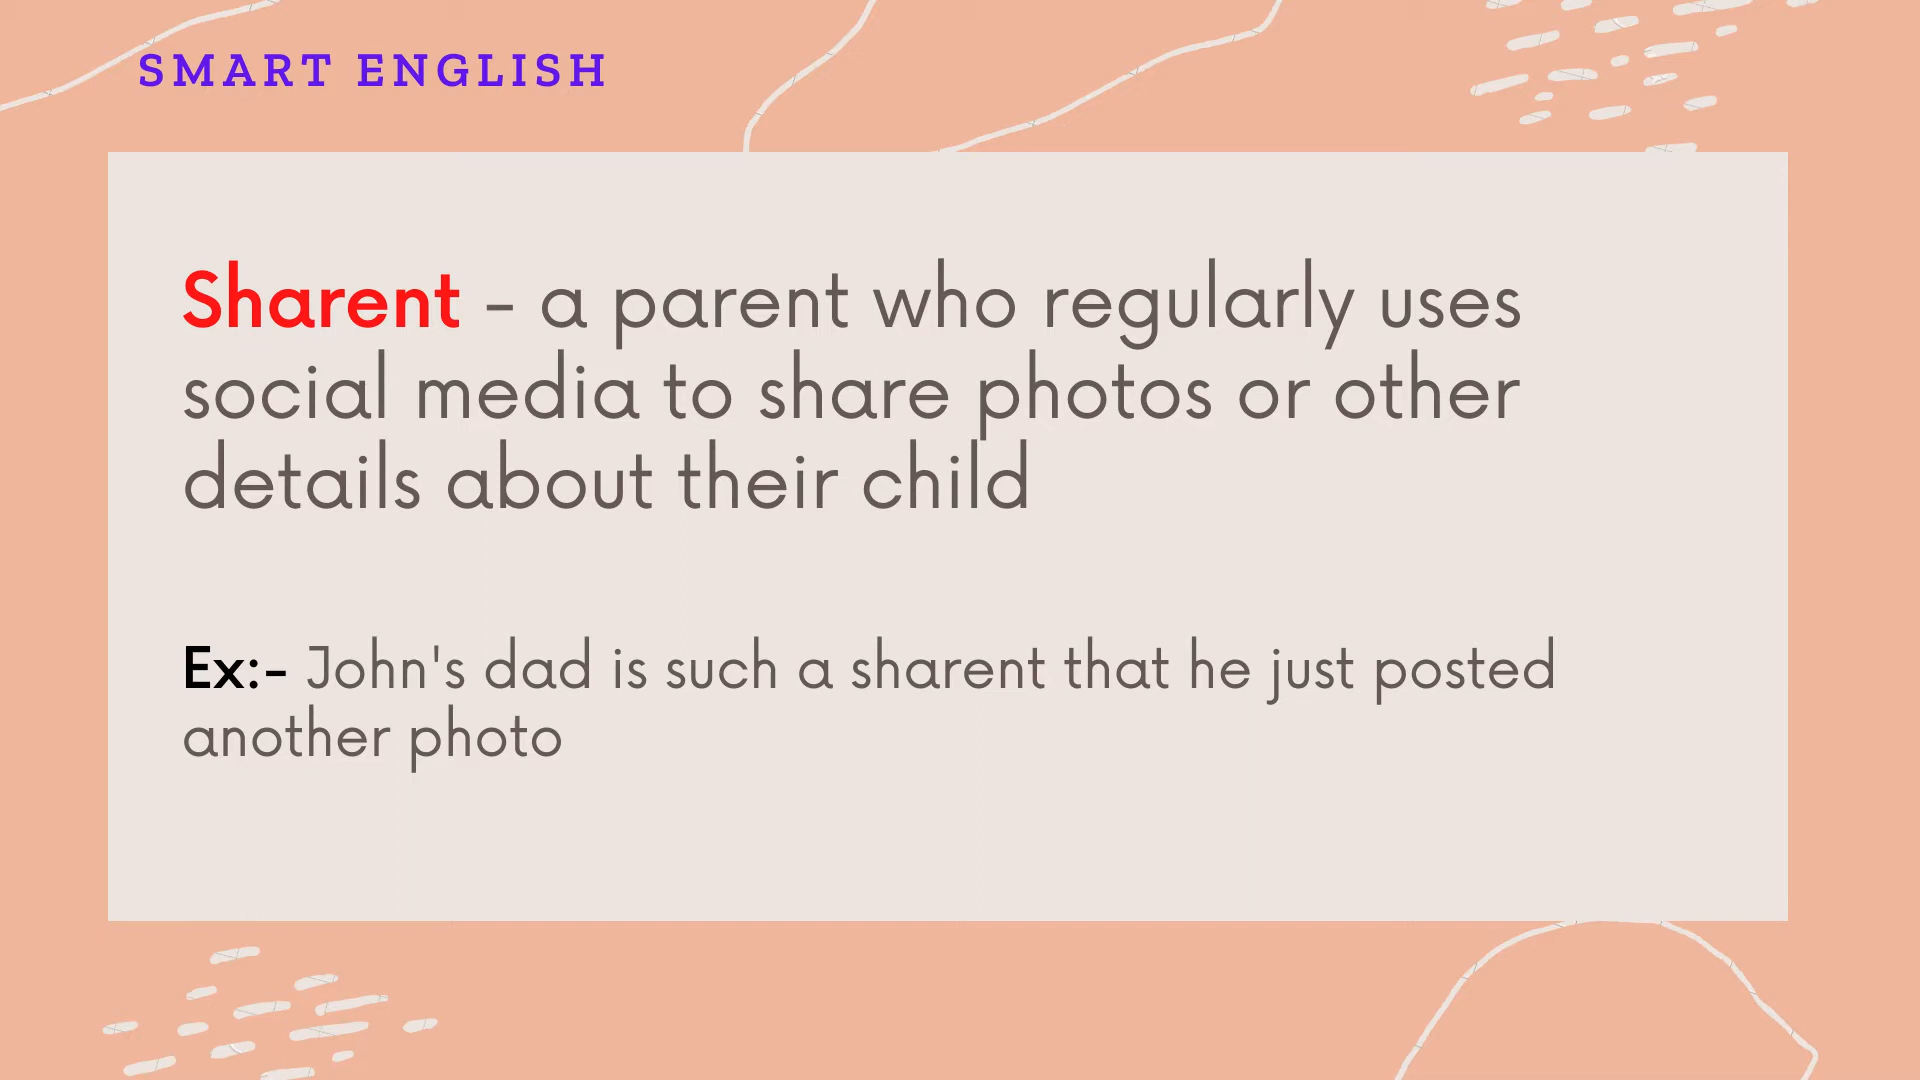 SMART ENGLISH
Sharent - a parent who regularly uses
social media to share photos or other
details about their child
Ex:- John's dad is such a sharent that he just posted
another photo